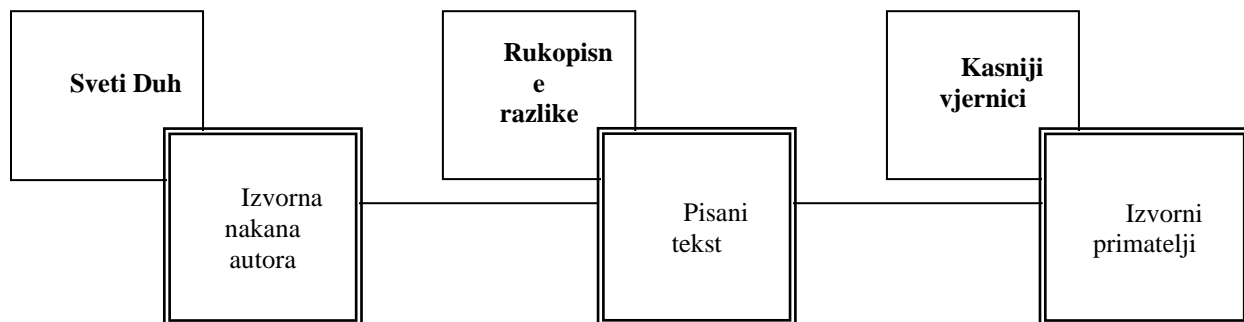 Sveti Duh
Rukopisn
e
razlike
Kasniji
vjernici
Izvorna
nakana
autora
Pisani
tekst
Izvorni
primatelji